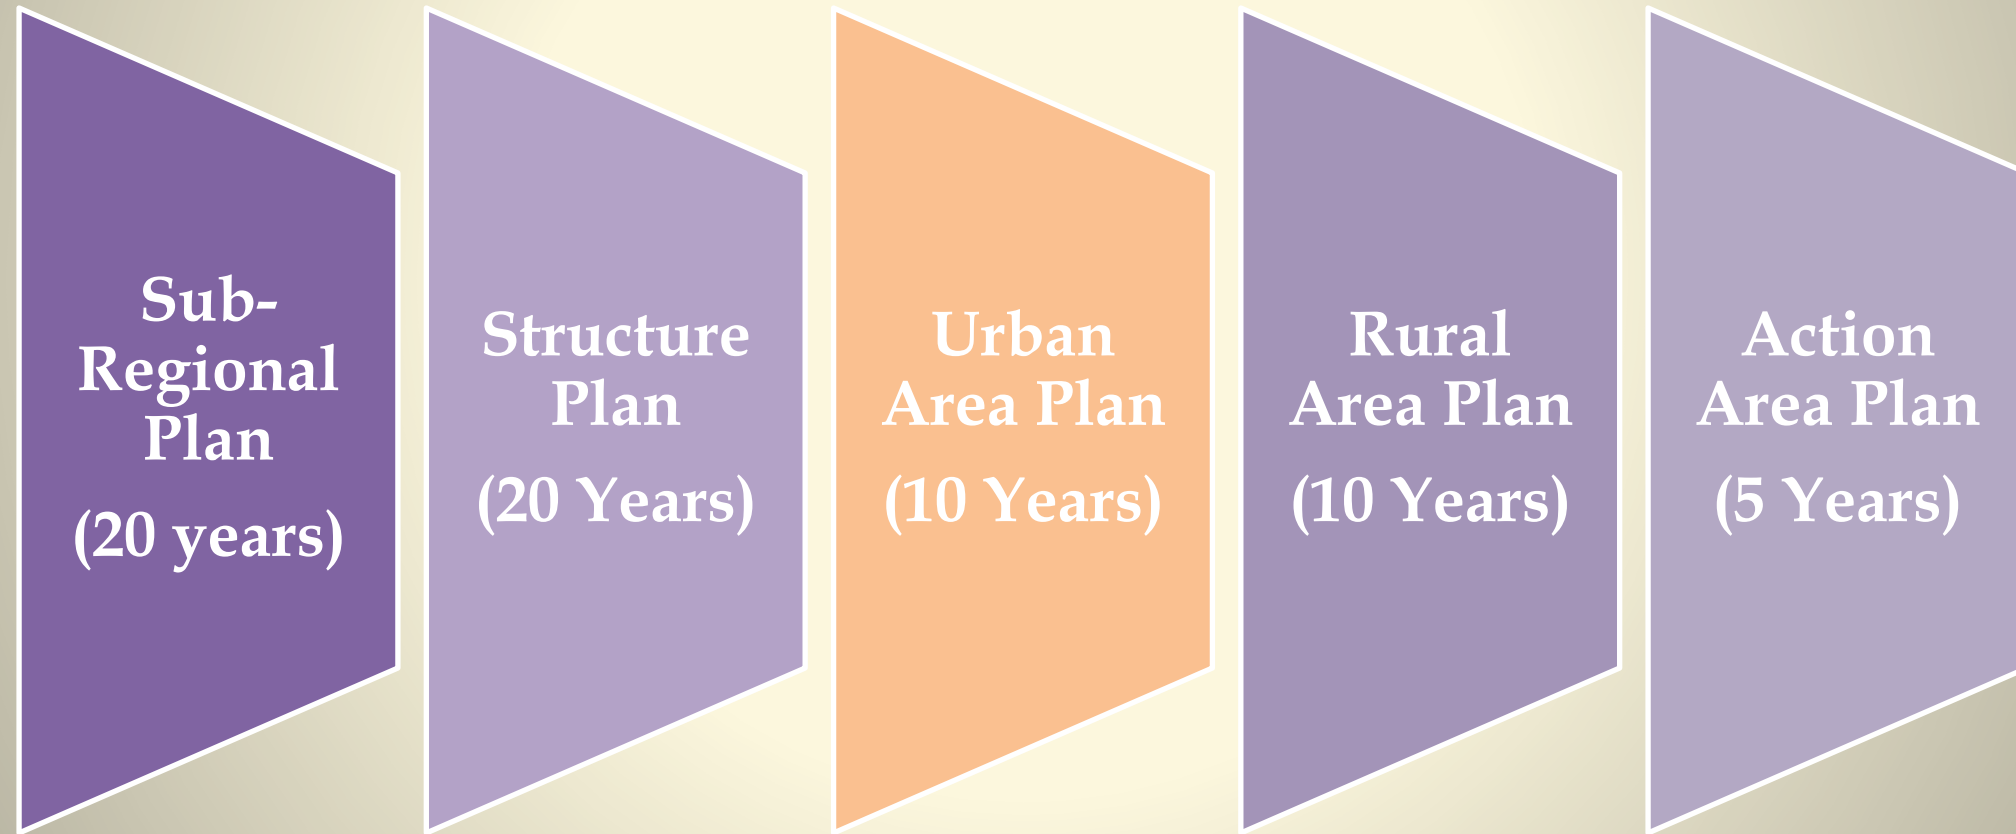 Sub-
Regional
Plan
(20 years)
Structure
Plan
(20 Years)
Urban
Area Plan
(10 Years)
Rural
Area Plan
(10 Years)
Action
Area Plan
(5 Years)